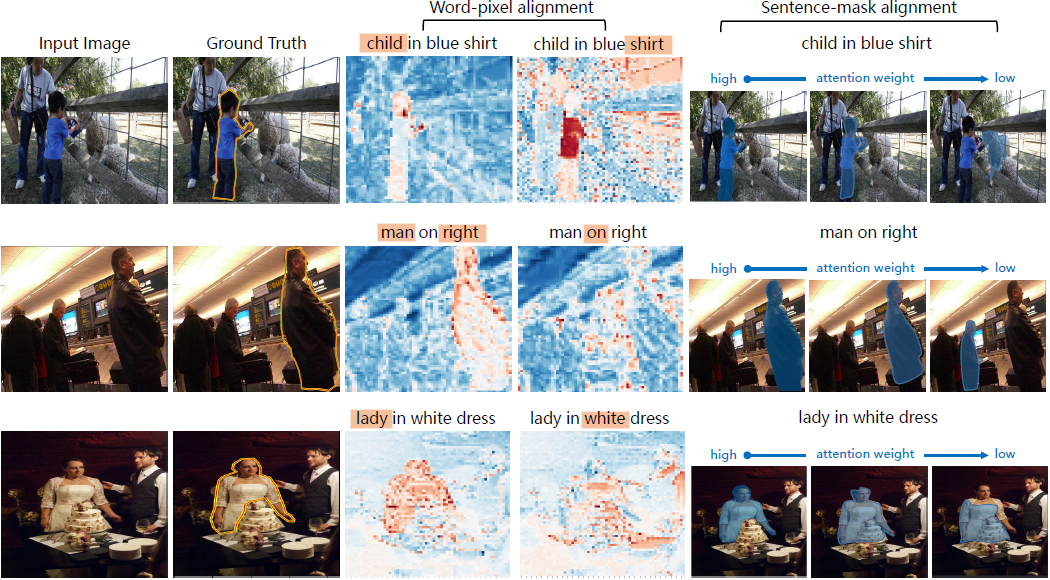 Word-pixel alignment
Sentence-mask alignment
Input Image
Ground Truth
child in blue shirt
child in blue shirt
child in blue shirt
high
attention weight
low
man on right
man on right
man on right
high
attention weight
low
lady in white dress
lady in white dress
lady in white dress
high
attention weight
low